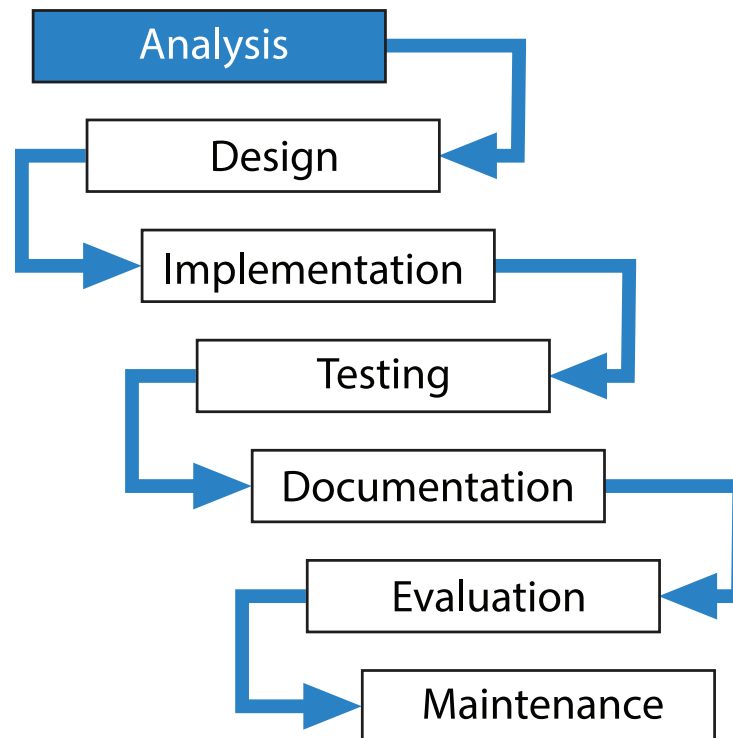 Analysis
Design
Implementation
Testing
Documentation
Evaluation
Maintenance